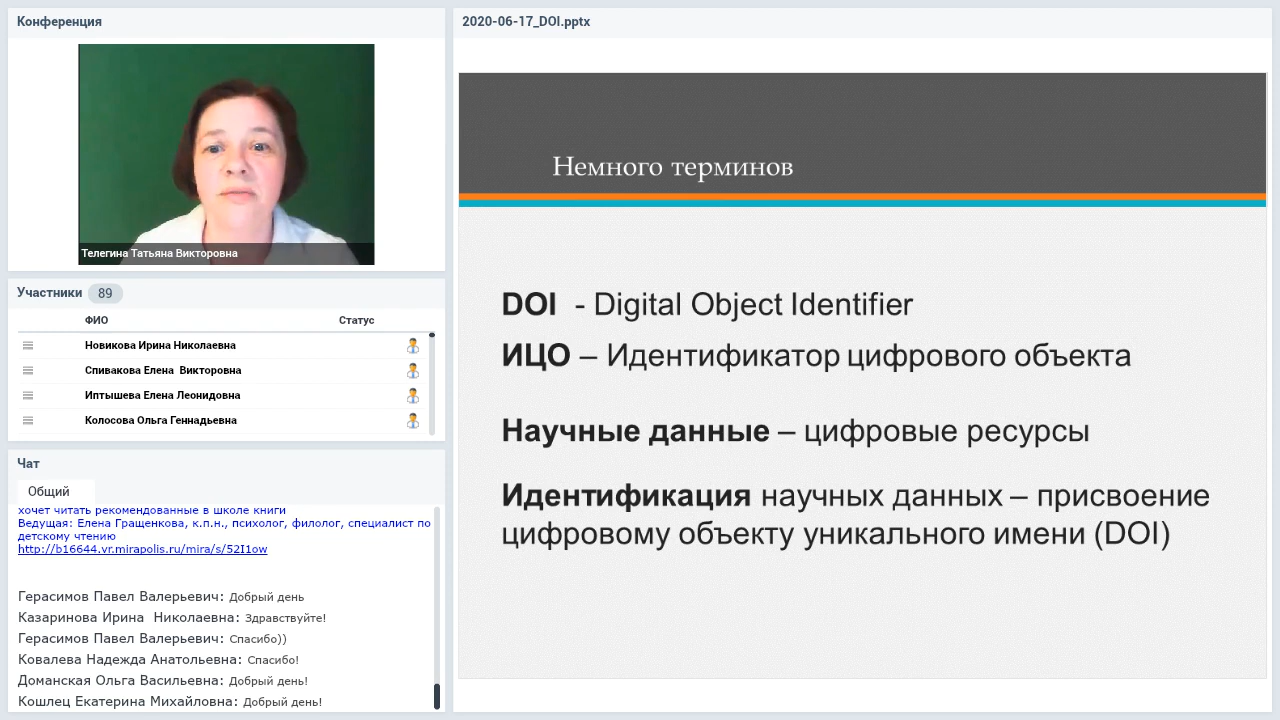 Конференция
Телегина Татьяна Викторовна
Участники 89
ФИО Статус
Новикова Ирина Николаевна
Спивакова Елена Викторовна
Иптышева Елена Леонидовна
Колосова Ольга Геннадьевна
Чат
Общий
хочет читать рекомендованные в школе книги
Ведущая: Елена Гращенкова, к.п.н., психолог, филолог, специалист по
детскому чтению
http://b16644.vr.mirapolis.ru/mira/s/52I1ow
Герасимов Павел Валерьевич: Добрый день
Казаринова Ирина Николаевна: Здравствуйте!
Герасимов Павел Валерьевич: Спасибо))
Ковалева Надежда Анатольевна: Спасибо!
Доманская Ольга Васильевна: Добрый день!
Кошлец Екатерина Михайловна: Добрый день!
2020-06-17_DOI.pptx
Немного терминов
DOI - Digital Object Identifier
ИЦО – Идентификатор цифрового объекта
Научные данные – цифровые ресурсы
Идентификация научных данных – присвоение
цифровому объекту уникального имени (DOI)